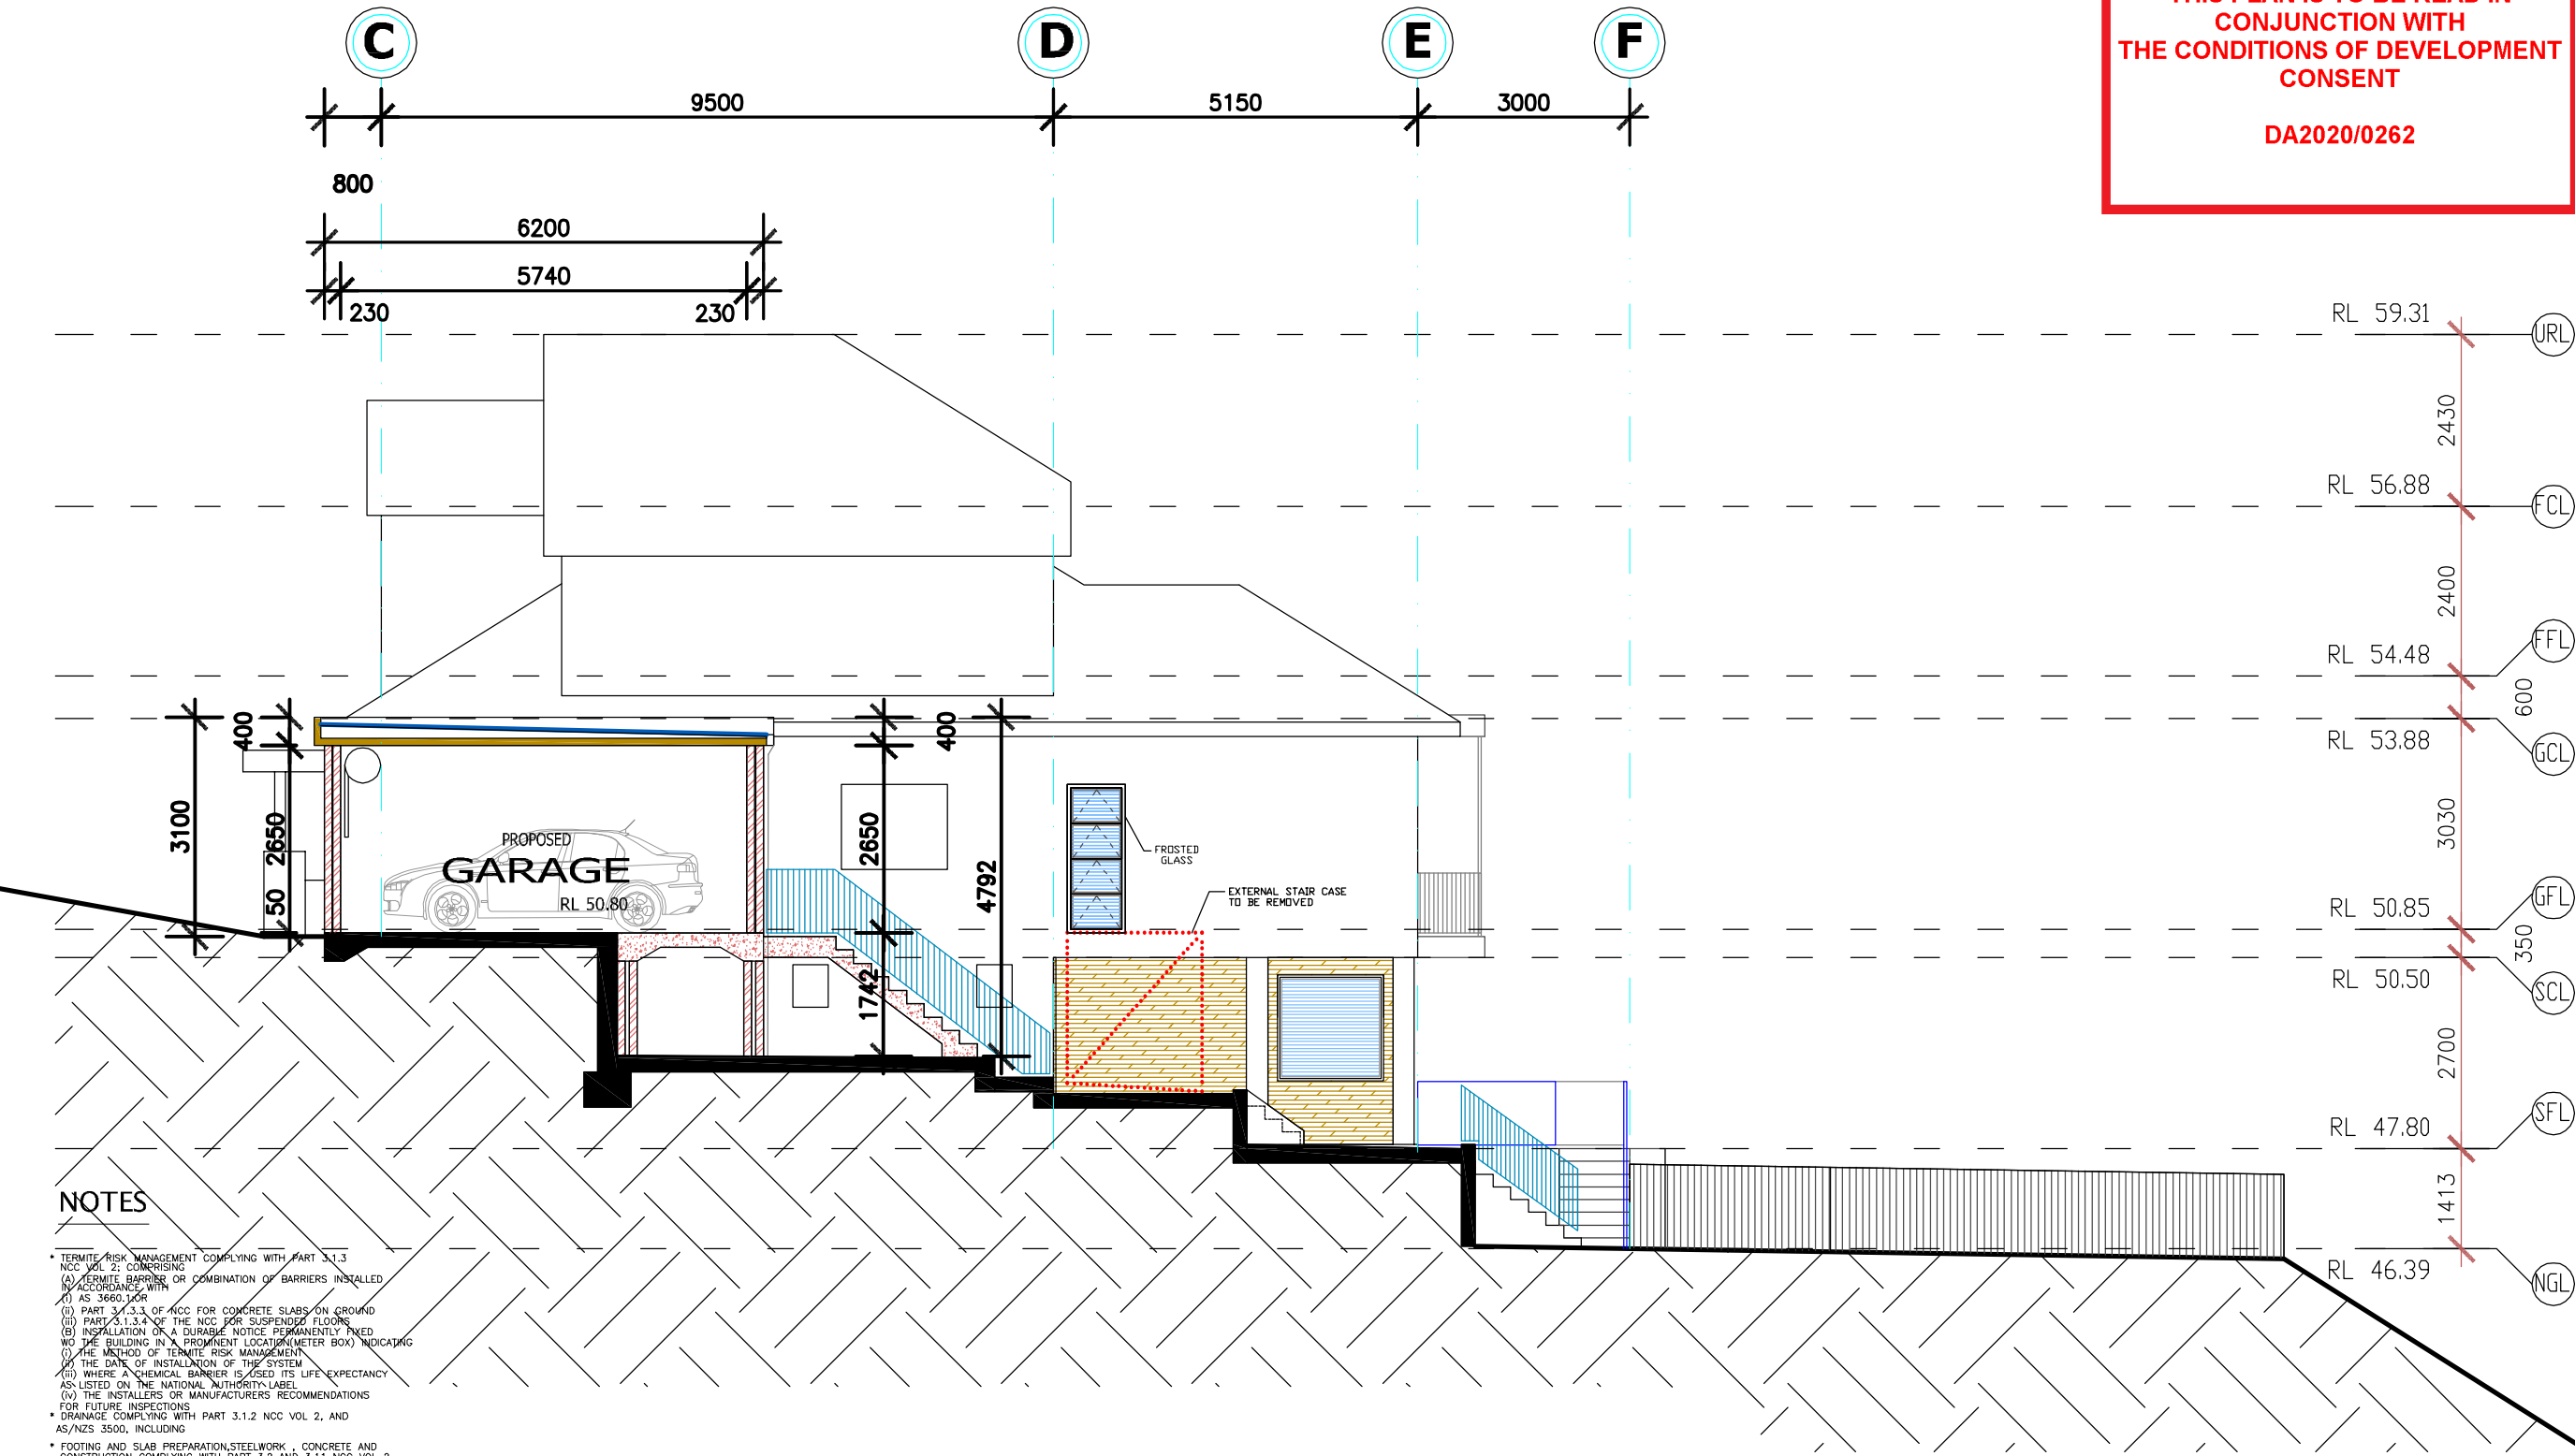 C
D
E
F
CONJUNCTION WITH
THE CONDITIONS OF DEVELOPMENT
CONSENT
DA2020/0262
9500
5150
3000
800
6200
5740
230
230
RL 59.31
URL
2430
RL 56.88
FCL
2400
RL 54.48
FFL
600
RL 53.88
GCL
3030
RL 50.85
GFL
350
RL 50.50
SCL
2700
RL 47.80
SFL
1413
RL 46.39
NGL
400
3100
2650
50
400
2650
4792
1742
PROPOSED
GARAGE
RL 50.80
FROSTED
GLASS
EXTERNAL STAIR CASE
TO BE REMOVED
NOTES
* TERMITE RISK MANAGEMENT COMPLYING WITH PART 3.1.3
NCC VOL 2; COMPRISING
(A) TERMITE BARRIER OR COMBINATION OF BARRIERS INSTALLED
IN ACCORDANCE WITH
(i) AS 3660.1;OR
(ii) PART 3.1.3.3 OF NCC FOR CONCRETE SLABS ON GROUND
(iii) PART 3.1.3.4 OF THE NCC FOR SUSPENDED FLOORS
(B) INSTALLATION OF A DURABLE NOTICE PERMANENTLY FIXED
WO THE BUILDING IN A PROMINENT LOCATION(METER BOX) INDICATING
(i) THE METHOD OF TERMITE RISK MANAGEMENT
(ii) THE DATE OF INSTALLATION OF THE SYSTEM
(iii) WHERE A CHEMICAL BARRIER IS USED ITS LIFE EXPECTANCY
AS LISTED ON THE NATIONAL AUTHORITY LABEL
(iv) THE INSTALLERS OR MANUFACTURERS RECOMMENDATIONS
FOR FUTURE INSPECTIONS
* DRAINAGE COMPLYING WITH PART 3.1.2 NCC VOL 2, AND
AS/NZS 3500, INCLUDING
* FOOTING AND SLAB PREPARATION,STEELWORK , CONCRETE AND